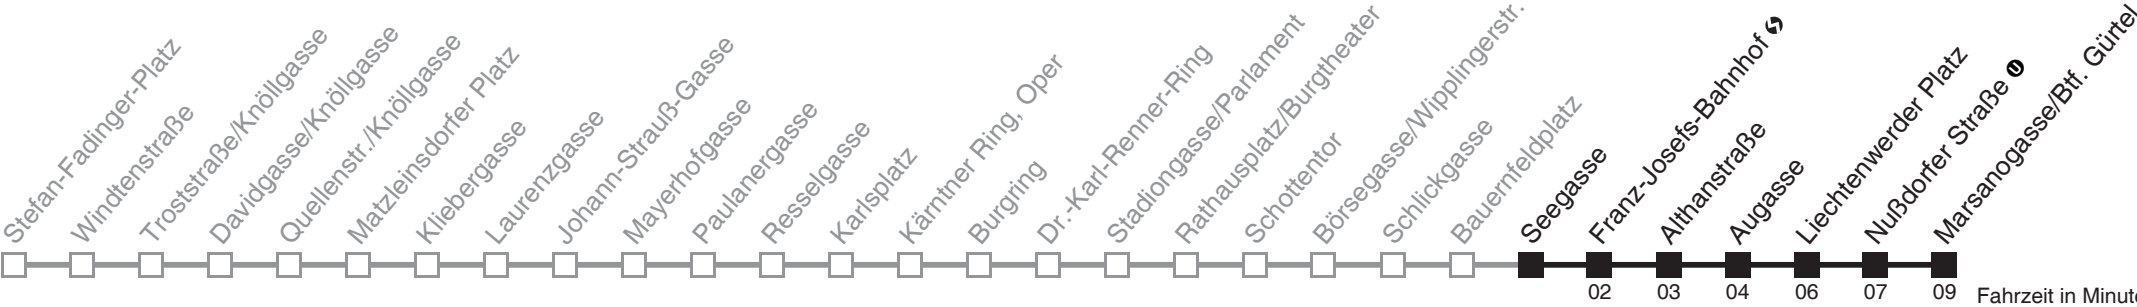 Stefan-Fadinger-Platz
Windtenstraße
Troststraße/Knöllgasse
Davidgasse/Knöllgasse
Quellenstr./Knöllgasse
Matzleinsdorfer Platz
Kliebergasse
Laurenzgasse
Johann-Strauß-Gasse
Mayerhofgasse
Paulanergasse
Resselgasse
Karlsplatz
Kärntner Ring, Oper
Burgring
Dr.-Karl-Renner-Ring
Stadiongasse/Parlament
Rathausplatz/Burgtheater
Schottentor
Börsegasse/Wipplingerstr.
Schlickgasse
Bauernfeldplatz
Seegasse
Franz-Josefs-Bahnhof
Althanstraße
Augasse
Liechtenwerder Platz
Nußdorfer Straße U
Marsanogasse/Btf. Gürtel
02 03 04 06 07 09 Fahrzeit in Minut